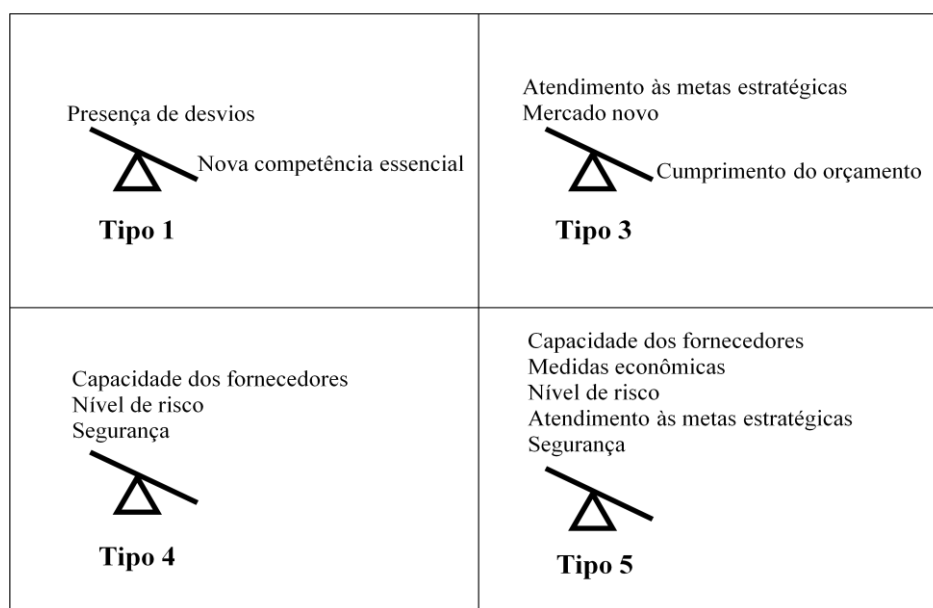 Presença de desvios
Nova competência essencial
Tipo 1
Atendimento às metas estratégicas
Mercado novo
Cumprimento do orçamento
Tipo 3
Capacidade dos fornecedores
Nível de risco
Segurança
Tipo 4
Capacidade dos fornecedores
Medidas econômicas
Nível de risco
Atendimento às metas estratégicas
Segurança
Tipo 5